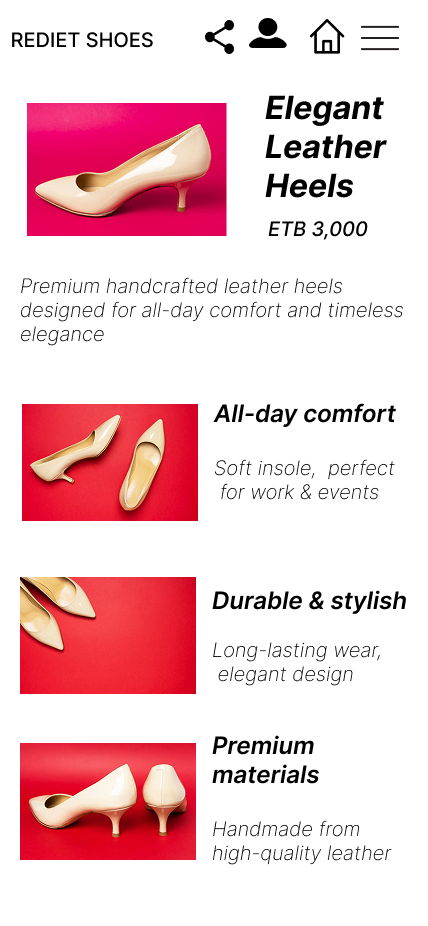 REDIET SHOES
Elegant
Leather
Heels
ETB 3,000
Premium handcrafted leather heels
designed for all-day comfort and timeless
elegance
All-day comfort
Soft insole, perfect
for work & events
Durable & stylish
Long-lasting wear,
elegant design
Premium
materials
Handmade from
high-quality leather